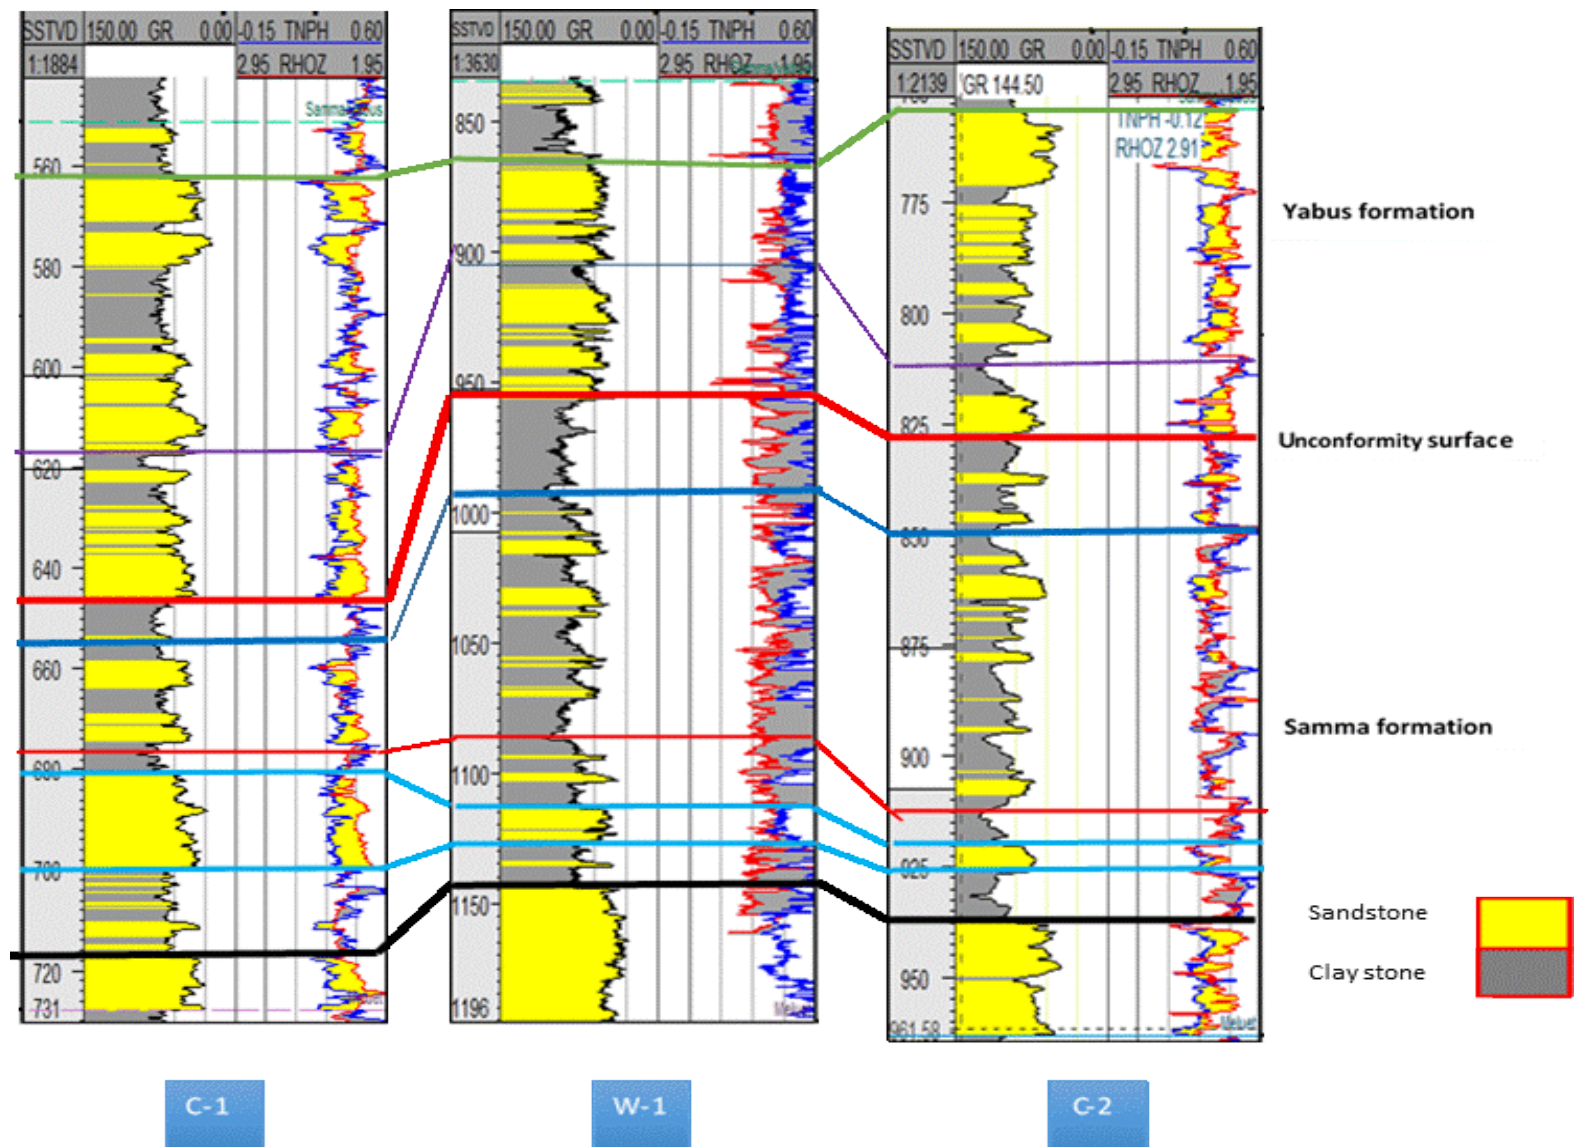 SSTVD 150.00 GR 0.00 -0.15 TNPH 0.60
1:1884 2.95 RHOZ 1.95
560
580
600
620
640
660
680
700
720
731
SSTVD 150.00 GR 0.00 -0.15 TNPH 0.60
1:3630 2.95 RHOZ 1.95
850
900
950
1000
1050
1100
1150
1196
SSTVD 150.00 GR 0.00 -0.15 TNPH 0.60
1:2139 GR 144.50 2.95 RHOZ 1.95
TNPH -0.12
RHOZ 2.91
775
800
825
850
875
900
925
950
961.58
Melut
Yabus formation
Unconformity surface
Samma formation
Sandstone
Clay stone
C-1
W-1
C-2